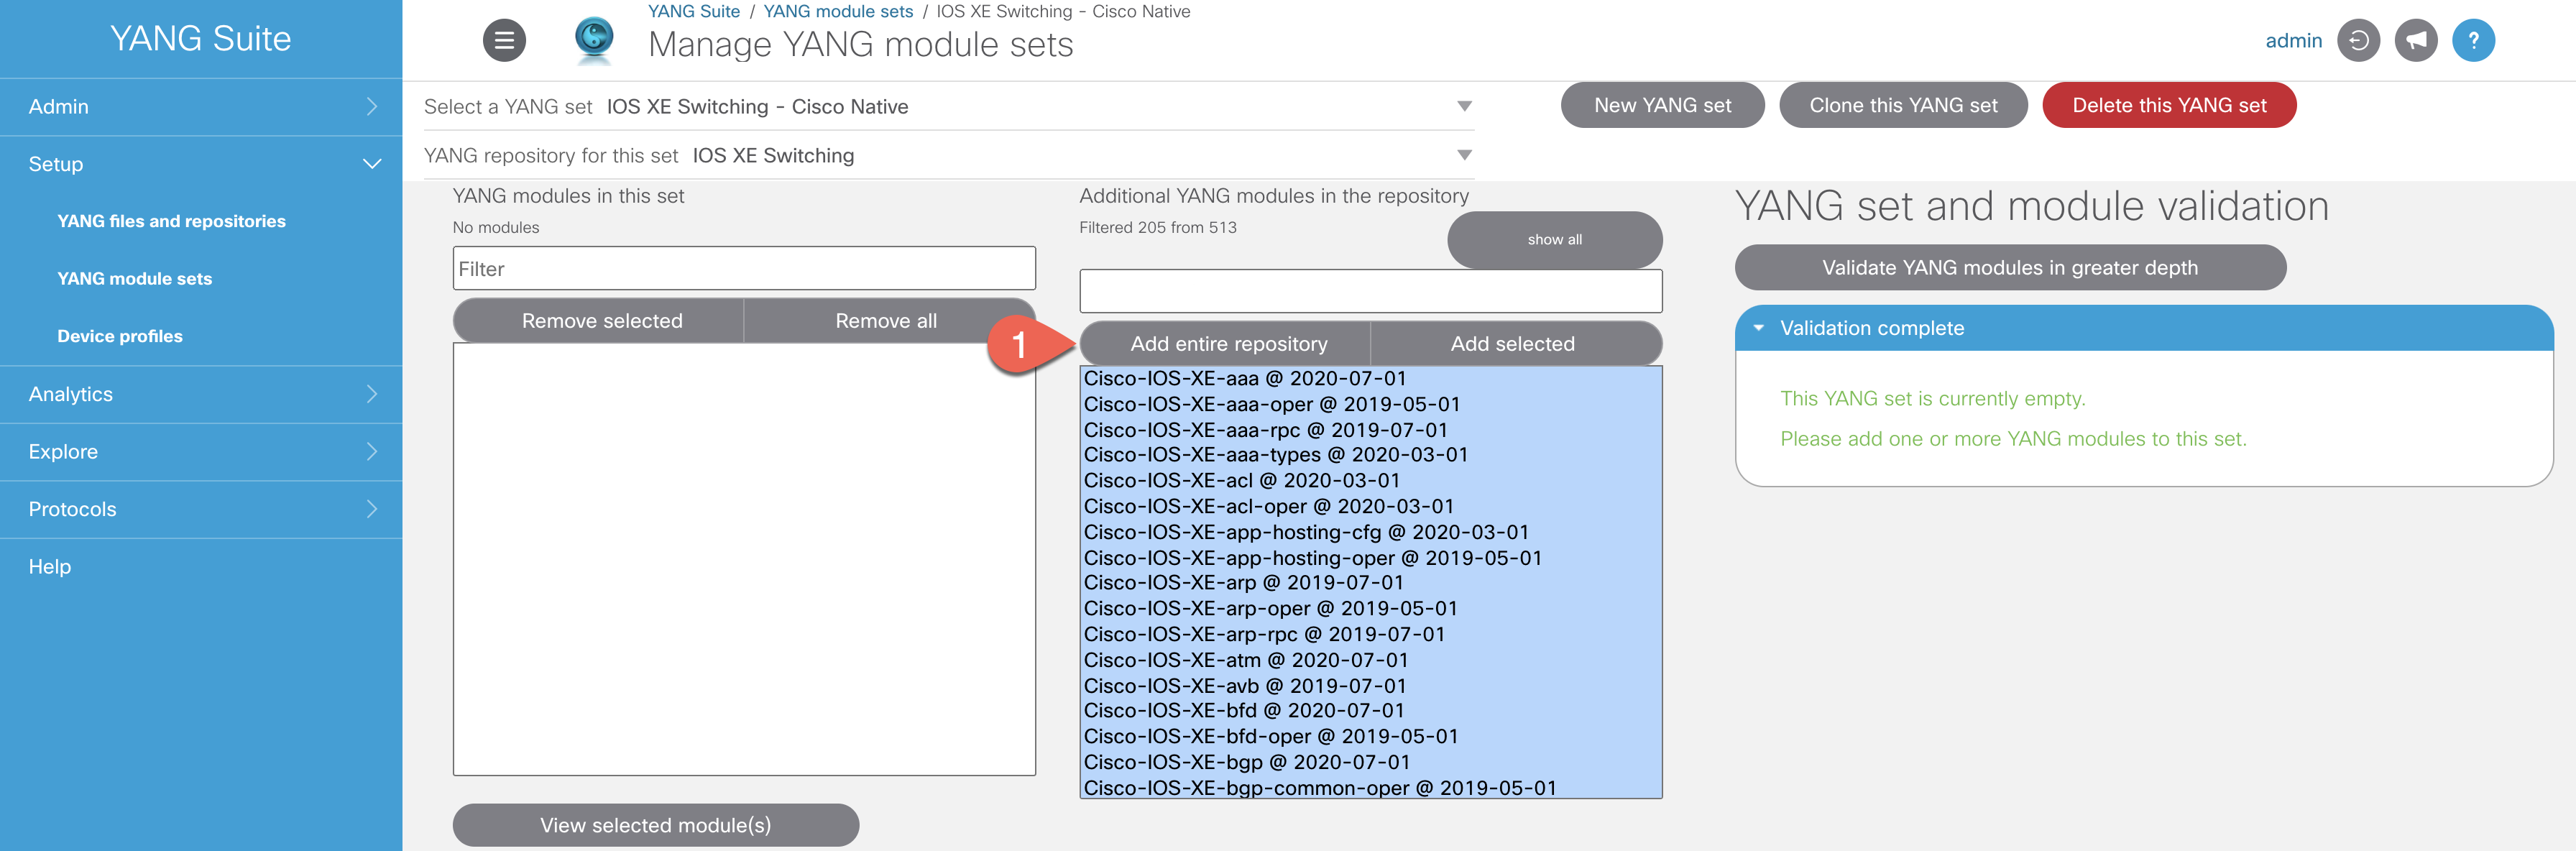 YANG Suite
Admin
Setup
YANG files and repositories
YANG module sets
Device profiles
Analytics
Explore
Protocols
Help
YANG Suite / YANG module sets / IOS XE Switching - Cisco Native
Manage YANG module sets
admin
?
Select a YANG set IOS XE Switching - Cisco Native
New YANG set
Clone this YANG set
Delete this YANG set
YANG repository for this set IOS XE Switching
YANG modules in this set
No modules
Filter
Remove selected
Remove all
View selected module(s)
Additional YANG modules in the repository
Filtered 205 from 513
show all
1
Add entire repository
Add selected
Cisco-IOS-XE-aaa @ 2020-07-01
Cisco-IOS-XE-aaa-oper @ 2019-05-01
Cisco-IOS-XE-aaa-rpc @ 2019-07-01
Cisco-IOS-XE-aaa-types @ 2020-03-01
Cisco-IOS-XE-acl @ 2020-03-01
Cisco-IOS-XE-acl-oper @ 2020-03-01
Cisco-IOS-XE-app-hosting-cfg @ 2020-03-01
Cisco-IOS-XE-app-hosting-oper @ 2019-05-01
Cisco-IOS-XE-arp @ 2019-07-01
Cisco-IOS-XE-arp-oper @ 2019-05-01
Cisco-IOS-XE-arp-rpc @ 2019-07-01
Cisco-IOS-XE-atm @ 2020-07-01
Cisco-IOS-XE-avb @ 2019-07-01
Cisco-IOS-XE-bfd @ 2020-07-01
Cisco-IOS-XE-bfd-oper @ 2019-05-01
Cisco-IOS-XE-bgp @ 2020-07-01
Cisco-IOS-XE-bgp-common-oper @ 2019-05-01
YANG set and module validation
Validate YANG modules in greater depth
Validation complete
This YANG set is currently empty.
Please add one or more YANG modules to this set.